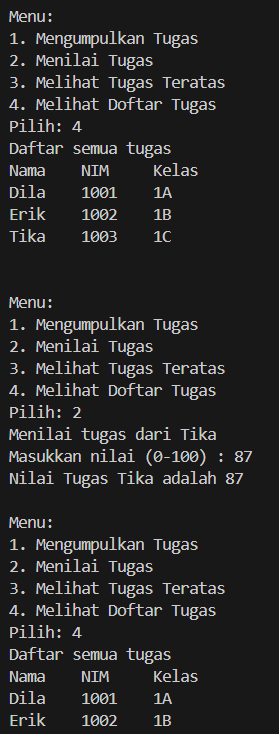 Menu:
1. Mengumpulkan Tugas
2. Menilai Tugas
3. Melihat Tugas Teratas
4. Melihat Doftar Tugas
Pilih: 4
Daftar semua tugas
Nama    NIM     Kelas
Dila    1001    1A
Erik    1002    1B
Tika    1003    1C
Menu:
1. Mengumpulkan Tugas
2. Menilai Tugas
3. Melihat Tugas Teratas
4. Melihat Doftar Tugas
Pilih: 2
Menilai tugas dari Tika
Masukkan nilai (0-100) : 87
Nilai Tugas Tika adalah 87
Menu:
1. Mengumpulkan Tugas
2. Menilai Tugas
3. Melihat Tugas Teratas
4. Melihat Doftar Tugas
Pilih: 4
Daftar semua tugas
Nama    NIM     Kelas
Dila    1001    1A
Erik    1002    1B